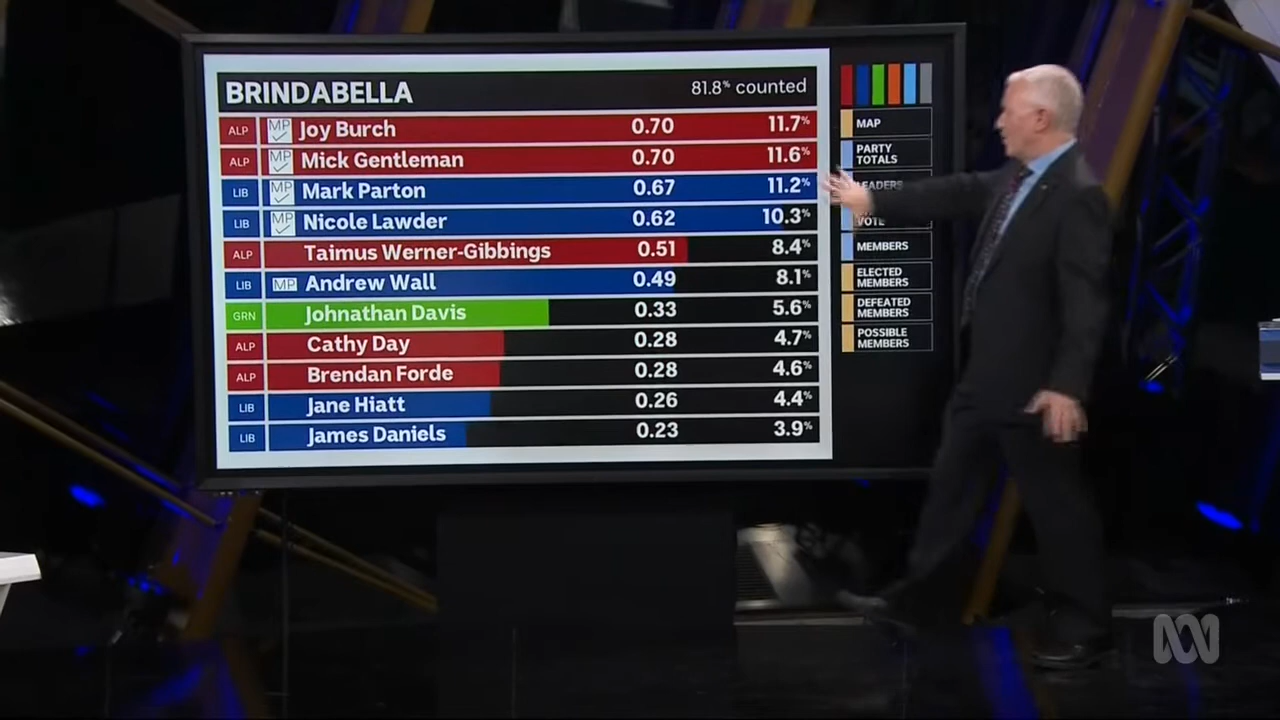 BRINDABELLA 81.8% counted
ALP MP Joy Burch 0.70 11.7%
ALP MP Mick Gentleman 0.70 11.6%
LIB MP Mark Parton 0.67 11.2%
LIB MP Nicole Lawder 0.62 10.3%
ALP Taimus Werner-Gibbings 0.51 8.4%
LIB MP Andrew Wall 0.49 8.1%
GRN Johnathan Davis 0.33 5.6%
ALP Cathy Day 0.28 4.7%
ALP Brendan Forde 0.28 4.6%
LIB Jane Hiatt 0.26 4.4%
LIB James Daniels 0.23 3.9%
MAP
PARTY
TOTALS
LEADERS
VOTE
MEMBERS
ELECTED
MEMBERS
DEFEATED
MEMBERS
POSSIBLE
MEMBERS